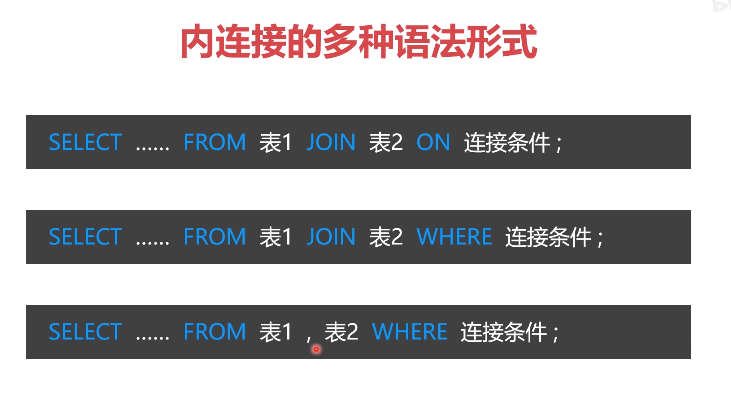 内连接的多种语法形式
SELECT …… FROM 表1 JOIN 表2 ON 连接条件 ;
SELECT …… FROM 表1 JOIN 表2 WHERE 连接条件 ;
SELECT …… FROM 表1 , 表2 WHERE 连接条件 ;